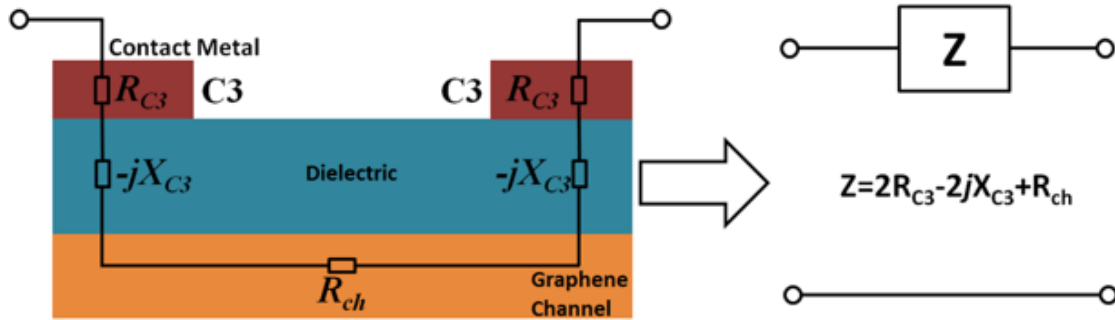 Contact Metal
R_C3 C3
C3 R_C3
Z
-jX_C3
Dielectric
-jX_C3
Z=2R_C3-2jX_C3+R_ch
R_ch
Graphene
Channel